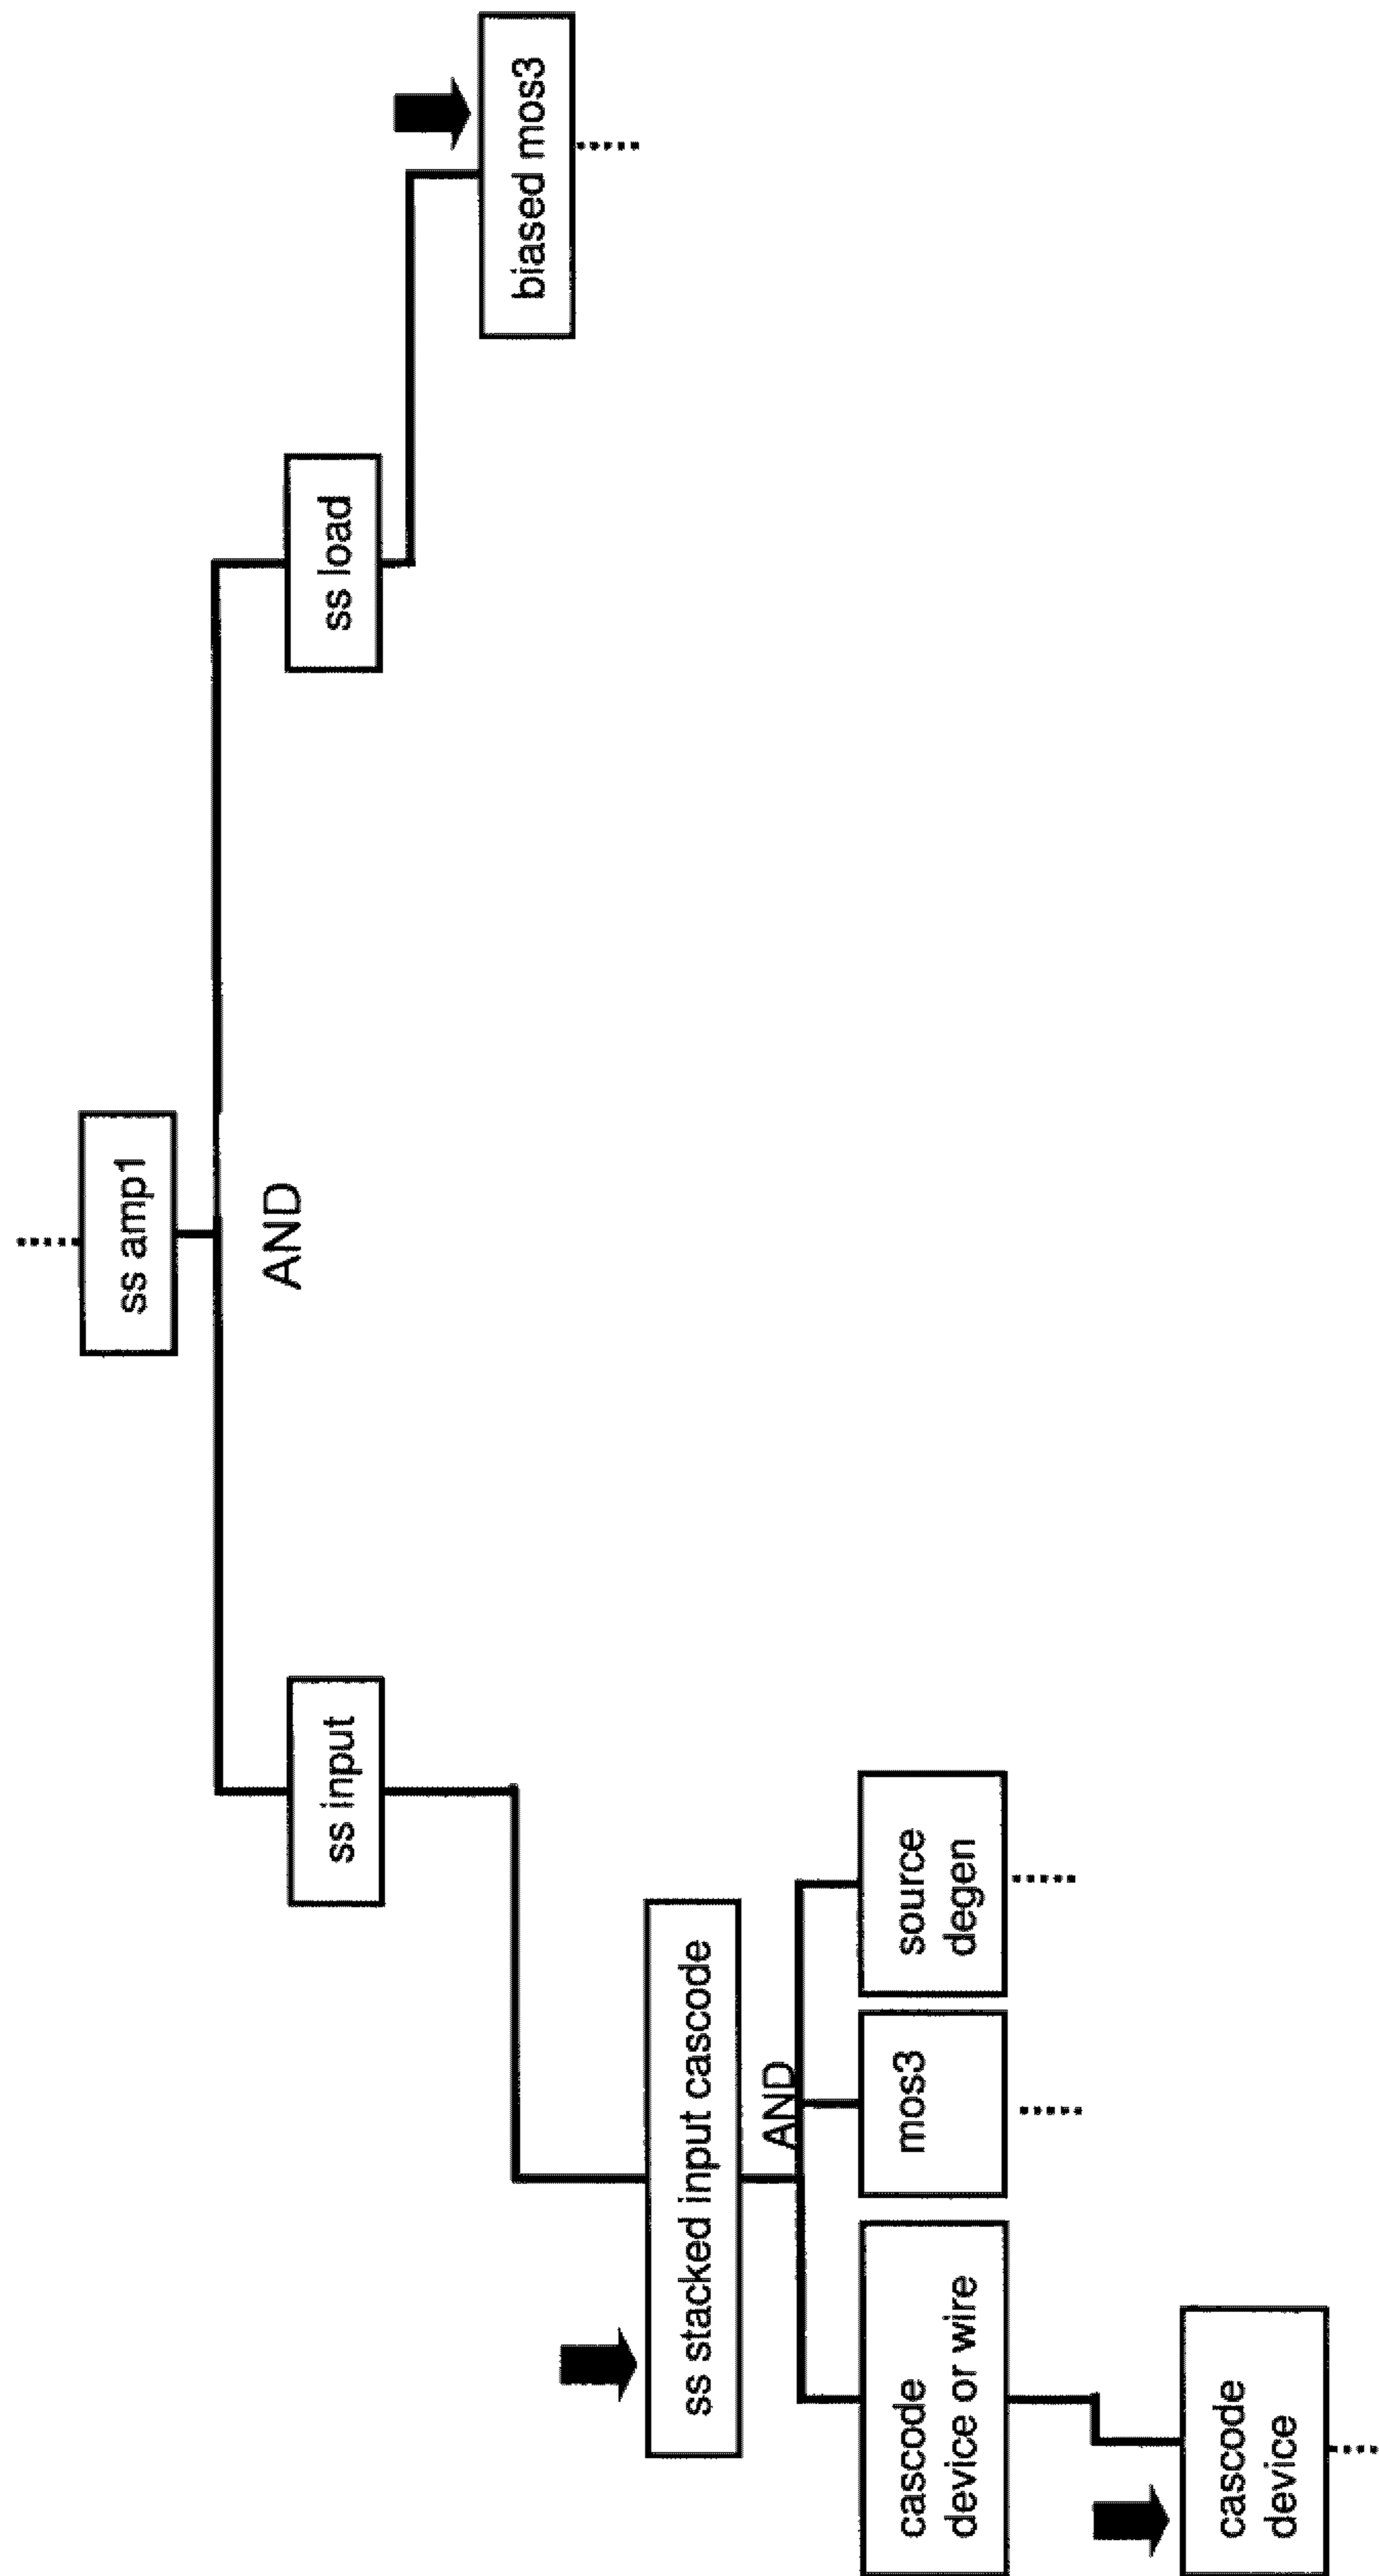 ss amp1
AND
ss input
ss load
biased mos3
ss stacked input cascode
AND
cascode
device or wire
mos3
source
degen
cascode
device